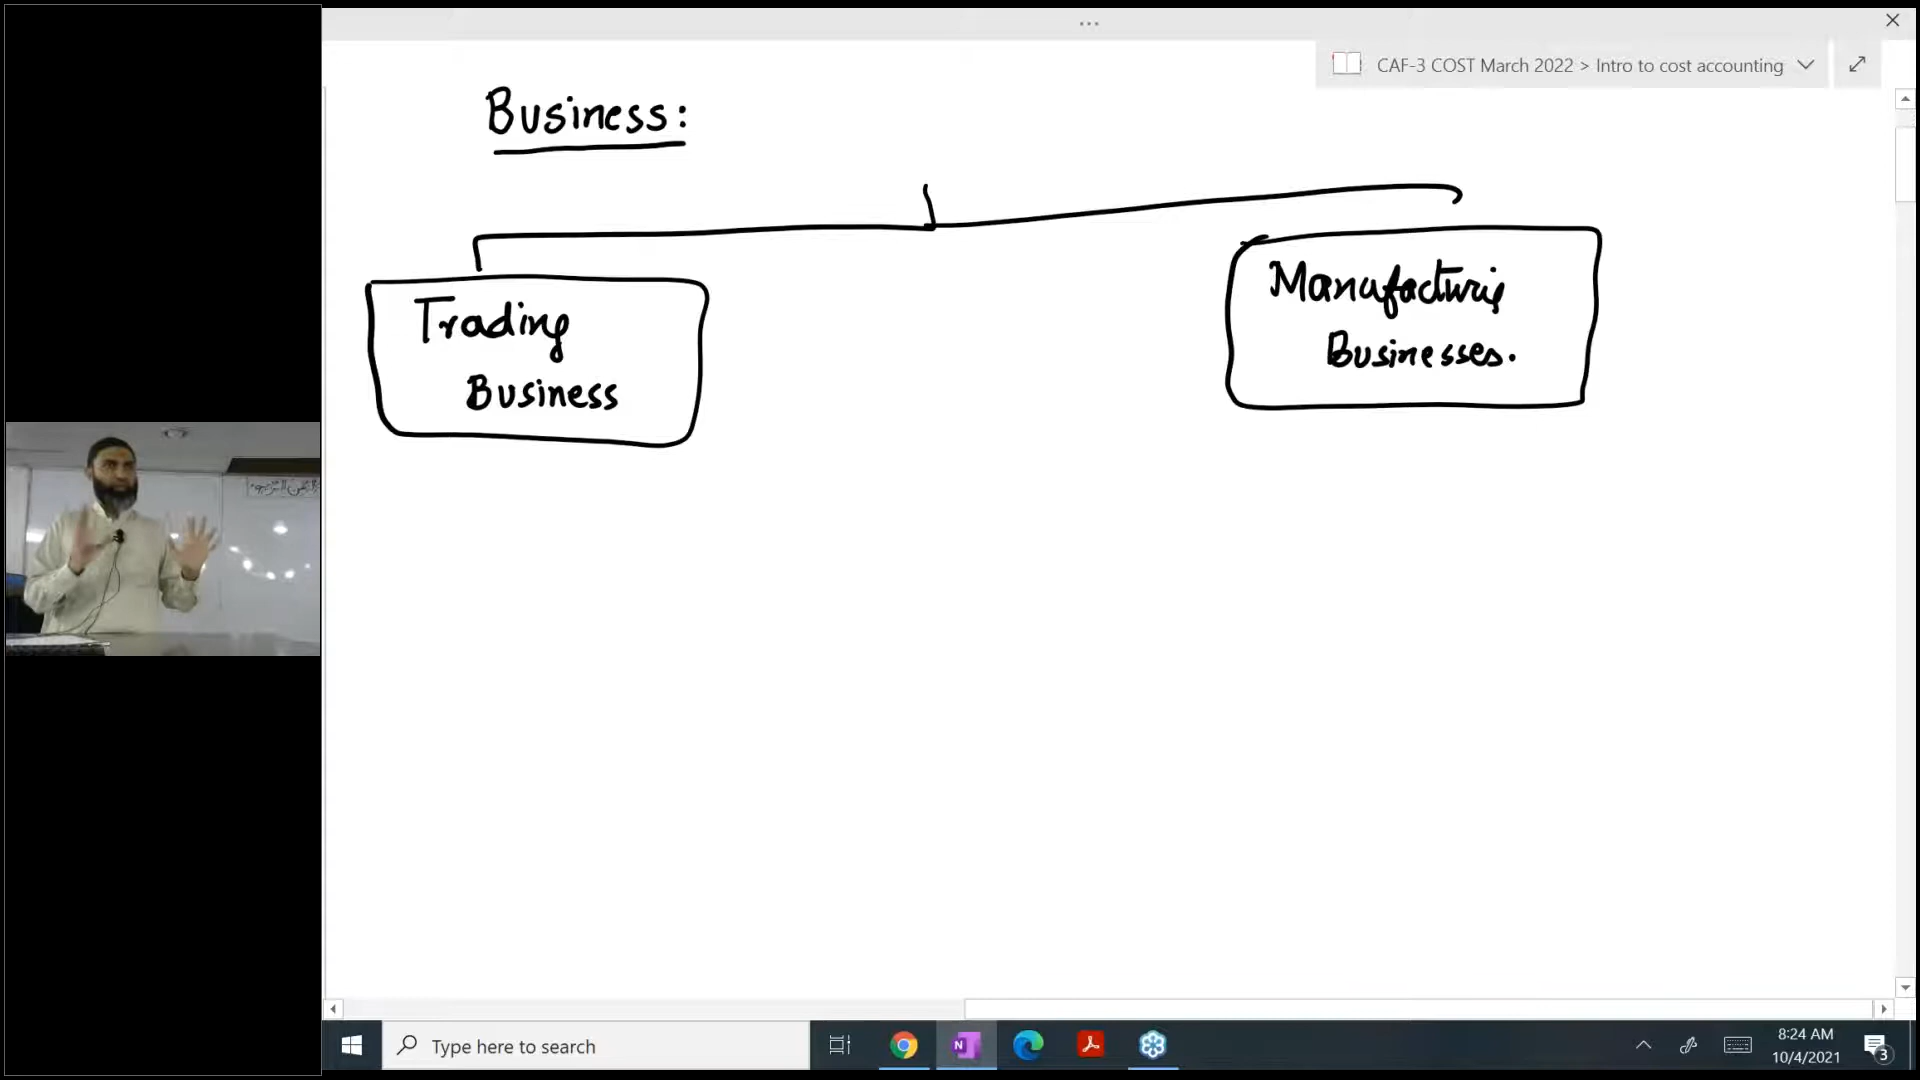 CAF-3 COST March 2022 > Intro to cost accounting
Business:
Trading
Business
Manufacturing
Businesses.
Type here to search
8:24 AM
10/4/2021
3